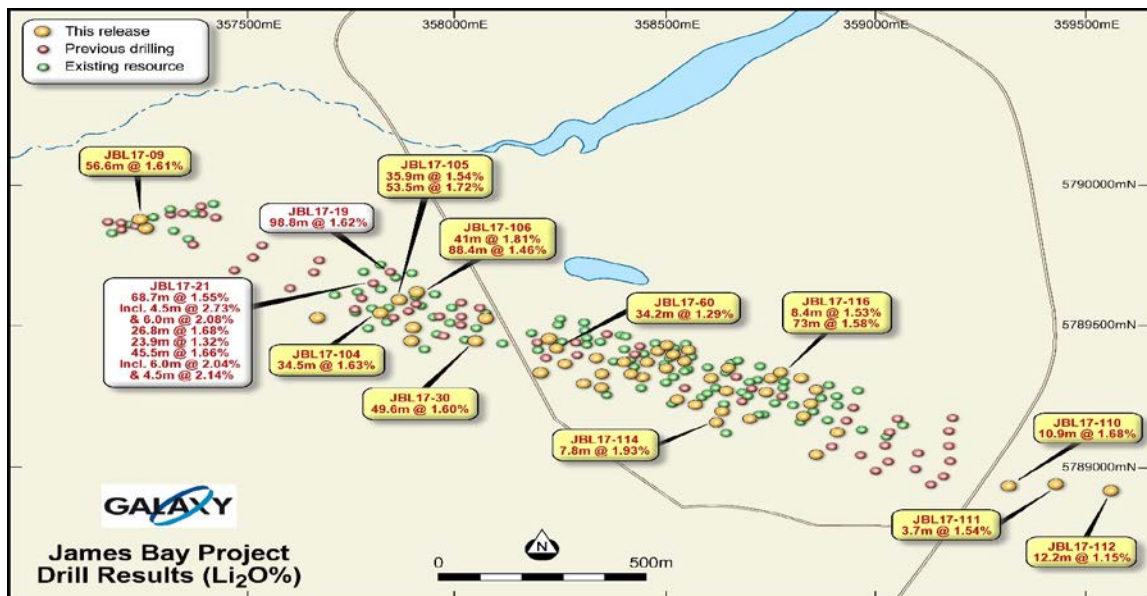 357500mE
358000mE
358500mE
359000mE
359500mE
This release
Previous drilling
Existing resource
JBL17-09
56.6m @ 1.61%
JBL17-105
35.9m @ 1.54%
53.5m @ 1.72%
5790000mN
JBL17-19
98.8m @ 1.62%
JBL17-106
41m @ 1.81%
88.4m @ 1.46%
JBL17-21
68.7m @ 1.55%
Incl. 4.5m @ 2.73%
& 6.0m @ 2.08%
26.8m @ 1.68%
23.9m @ 1.32%
45.5m @ 1.66%
Incl. 6.0m @ 2.04%
& 4.5m @ 2.14%
JBL17-60
34.2m @ 1.29%
JBL17-116
8.4m @ 1.53%
73m @ 1.58%
5789500mN
JBL17-104
34.5m @ 1.63%
JBL17-30
49.6m @ 1.60%
JBL17-114
7.8m @ 1.93%
JBL17-110
10.9m @ 1.68%
5789000mN
JBL17-111
3.7m @ 1.54%
JBL17-112
12.2m @ 1.15%
GALAXY
James Bay Project
Drill Results (Li₂O%)
N
0
500m